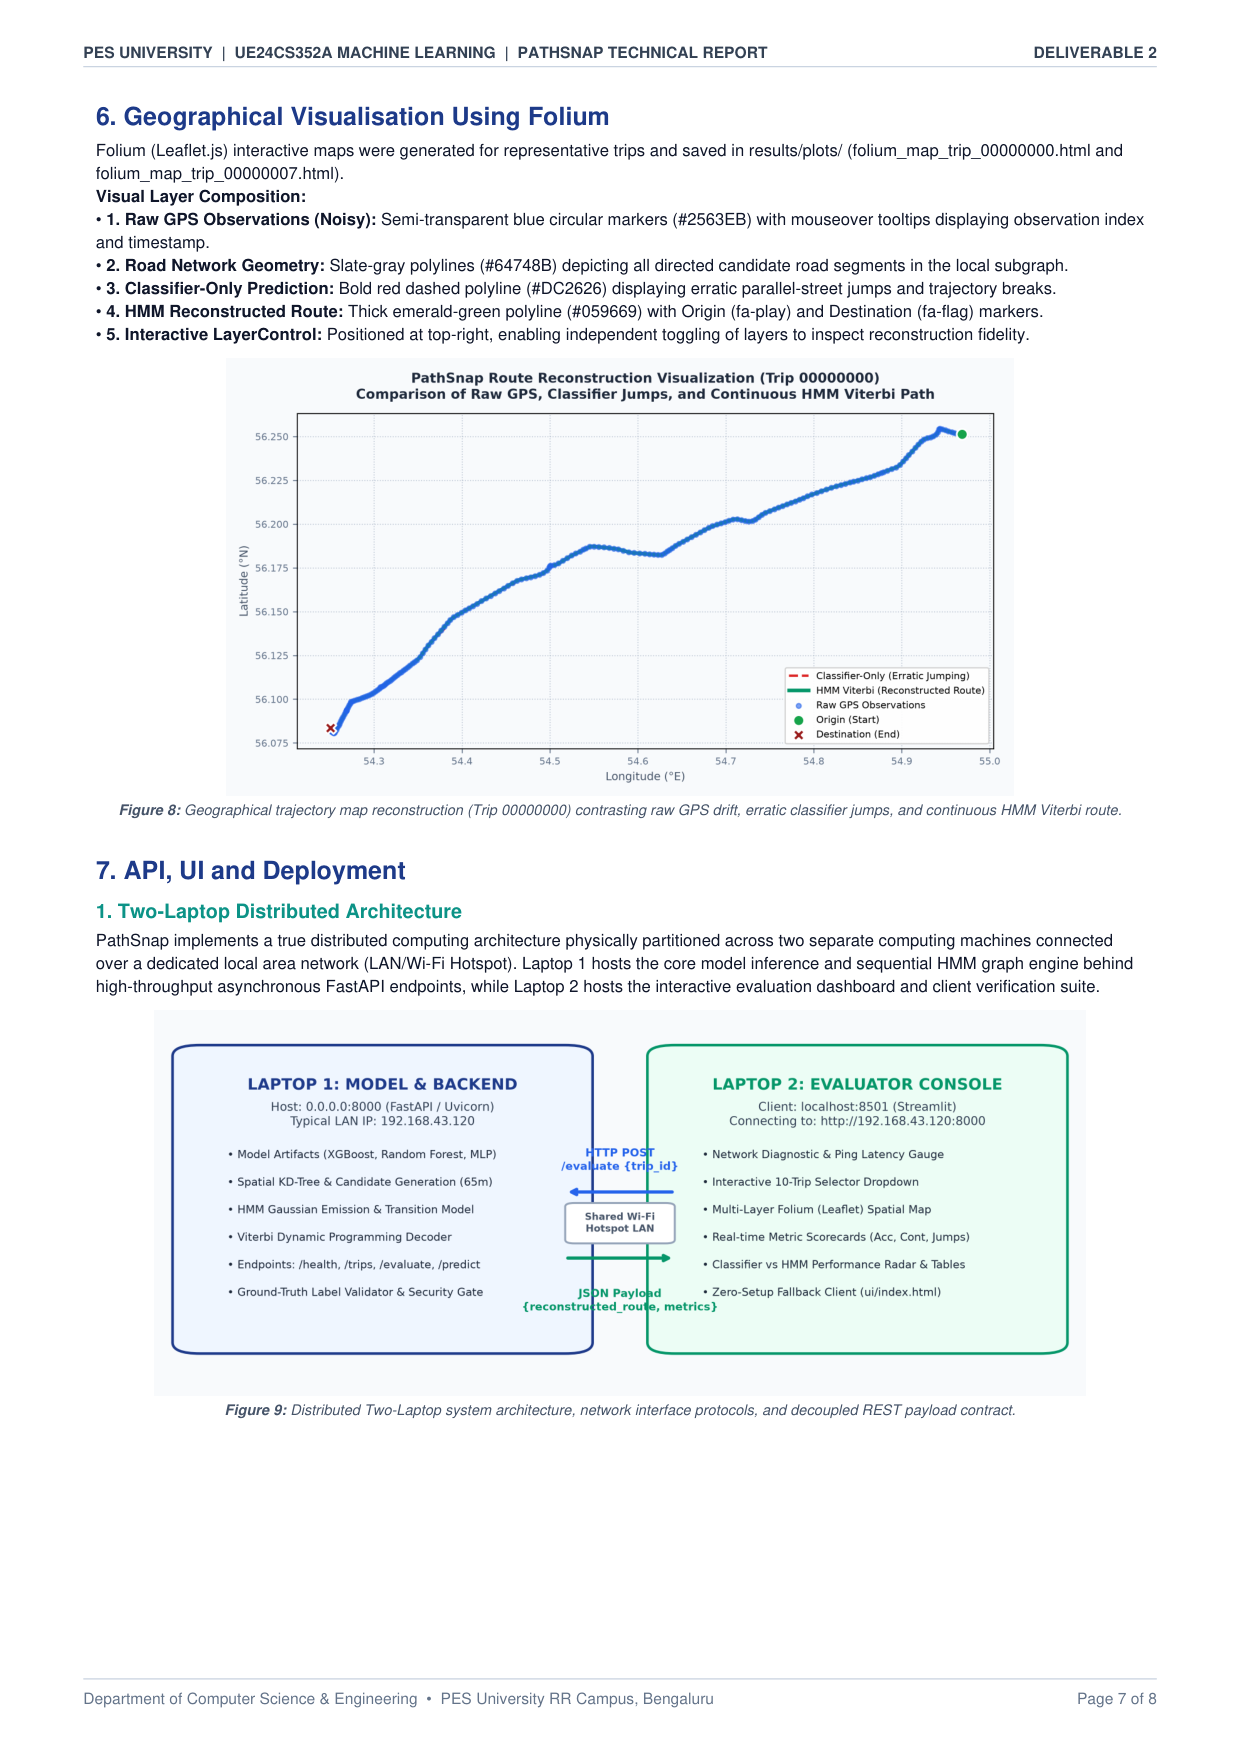 PES UNIVERSITY | UE24CS352A MACHINE LEARNING | PATHSNAP TECHNICAL REPORT DELIVERABLE 2
6. Geographical Visualisation Using Folium
Folium (Leaflet.js) interactive maps were generated for representative trips and saved in results/plots/ (folium_map_trip_00000000.html and
folium_map_trip_00000007.html).
Visual Layer Composition:
• 1. Raw GPS Observations (Noisy): Semi-transparent blue circular markers (#2563EB) with mouseover tooltips displaying observation index
and timestamp.
• 2. Road Network Geometry: Slate-gray polylines (#64748B) depicting all directed candidate road segments in the local subgraph.
• 3. Classifier-Only Prediction: Bold red dashed polyline (#DC2626) displaying erratic parallel-street jumps and trajectory breaks.
• 4. HMM Reconstructed Route: Thick emerald-green polyline (#059669) with Origin (fa-play) and Destination (fa-flag) markers.
• 5. Interactive LayerControl: Positioned at top-right, enabling independent toggling of layers to inspect reconstruction fidelity.
PathSnap Route Reconstruction Visualization (Trip 00000000)
Comparison of Raw GPS, Classifier Jumps, and Continuous HMM Viterbi Path
Latitude (°N)
56.250
56.225
56.200
56.175
56.150
56.125
56.100
56.075
54.3 54.4 54.5 54.6 54.7 54.8 54.9 55.0
Longitude (°E)
Classifier-Only (Erratic Jumping)
HMM Viterbi (Reconstructed Route)
Raw GPS Observations
Origin (Start)
Destination (End)
Figure 8: Geographical trajectory map reconstruction (Trip 00000000) contrasting raw GPS drift, erratic classifier jumps, and continuous HMM Viterbi route.
7. API, UI and Deployment
1. Two-Laptop Distributed Architecture
PathSnap implements a true distributed computing architecture physically partitioned across two separate computing machines connected
over a dedicated local area network (LAN/Wi-Fi Hotspot). Laptop 1 hosts the core model inference and sequential HMM graph engine behind
high-throughput asynchronous FastAPI endpoints, while Laptop 2 hosts the interactive evaluation dashboard and client verification suite.
LAPTOP 1: MODEL & BACKEND
Host: 0.0.0.0:8000 (FastAPI / Uvicorn)
Typical LAN IP: 192.168.43.120
• Model Artifacts (XGBoost, Random Forest, MLP)
• Spatial KD-Tree & Candidate Generation (65m)
• HMM Gaussian Emission & Transition Model
• Viterbi Dynamic Programming Decoder
• Endpoints: /health, /trips, /evaluate, /predict
• Ground-Truth Label Validator & Security Gate
HTTP POST
/evaluate {trip_id}
Shared Wi-Fi
Hotspot LAN
JSON Payload
{reconstructed_route, metrics}
LAPTOP 2: EVALUATOR CONSOLE
Client: localhost:8501 (Streamlit)
Connecting to: http://192.168.43.120:8000
• Network Diagnostic & Ping Latency Gauge
• Interactive 10-Trip Selector Dropdown
• Multi-Layer Folium (Leaflet) Spatial Map
• Real-time Metric Scorecards (Acc, Cont, Jumps)
• Classifier vs HMM Performance Radar & Tables
• Zero-Setup Fallback Client (ui/index.html)
Figure 9: Distributed Two-Laptop system architecture, network interface protocols, and decoupled REST payload contract.
Department of Computer Science & Engineering • PES University RR Campus, Bengaluru Page 7 of 8